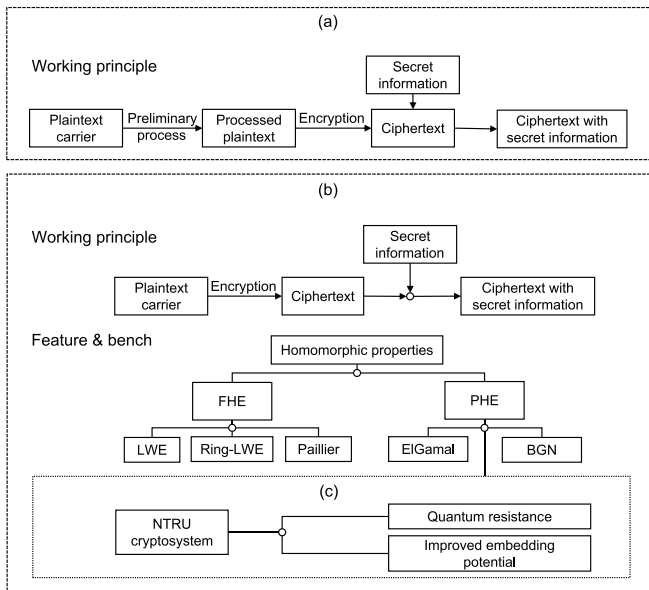 (a)
Working principle
Secret
information
Plaintext
carrier
Preliminary
process
Processed
plaintext
Encryption
Ciphertext
Ciphertext with
secret information
(b)
Working principle
Secret
information
Plaintext
carrier
Encryption
Ciphertext
Ciphertext with
secret information
Feature & bench
Homomorphic properties
FHE
PHE
LWE
Ring-LWE
Paillier
ElGamal
BGN
(c)
NTRU
cryptosystem
Quantum resistance
Improved embedding
potential